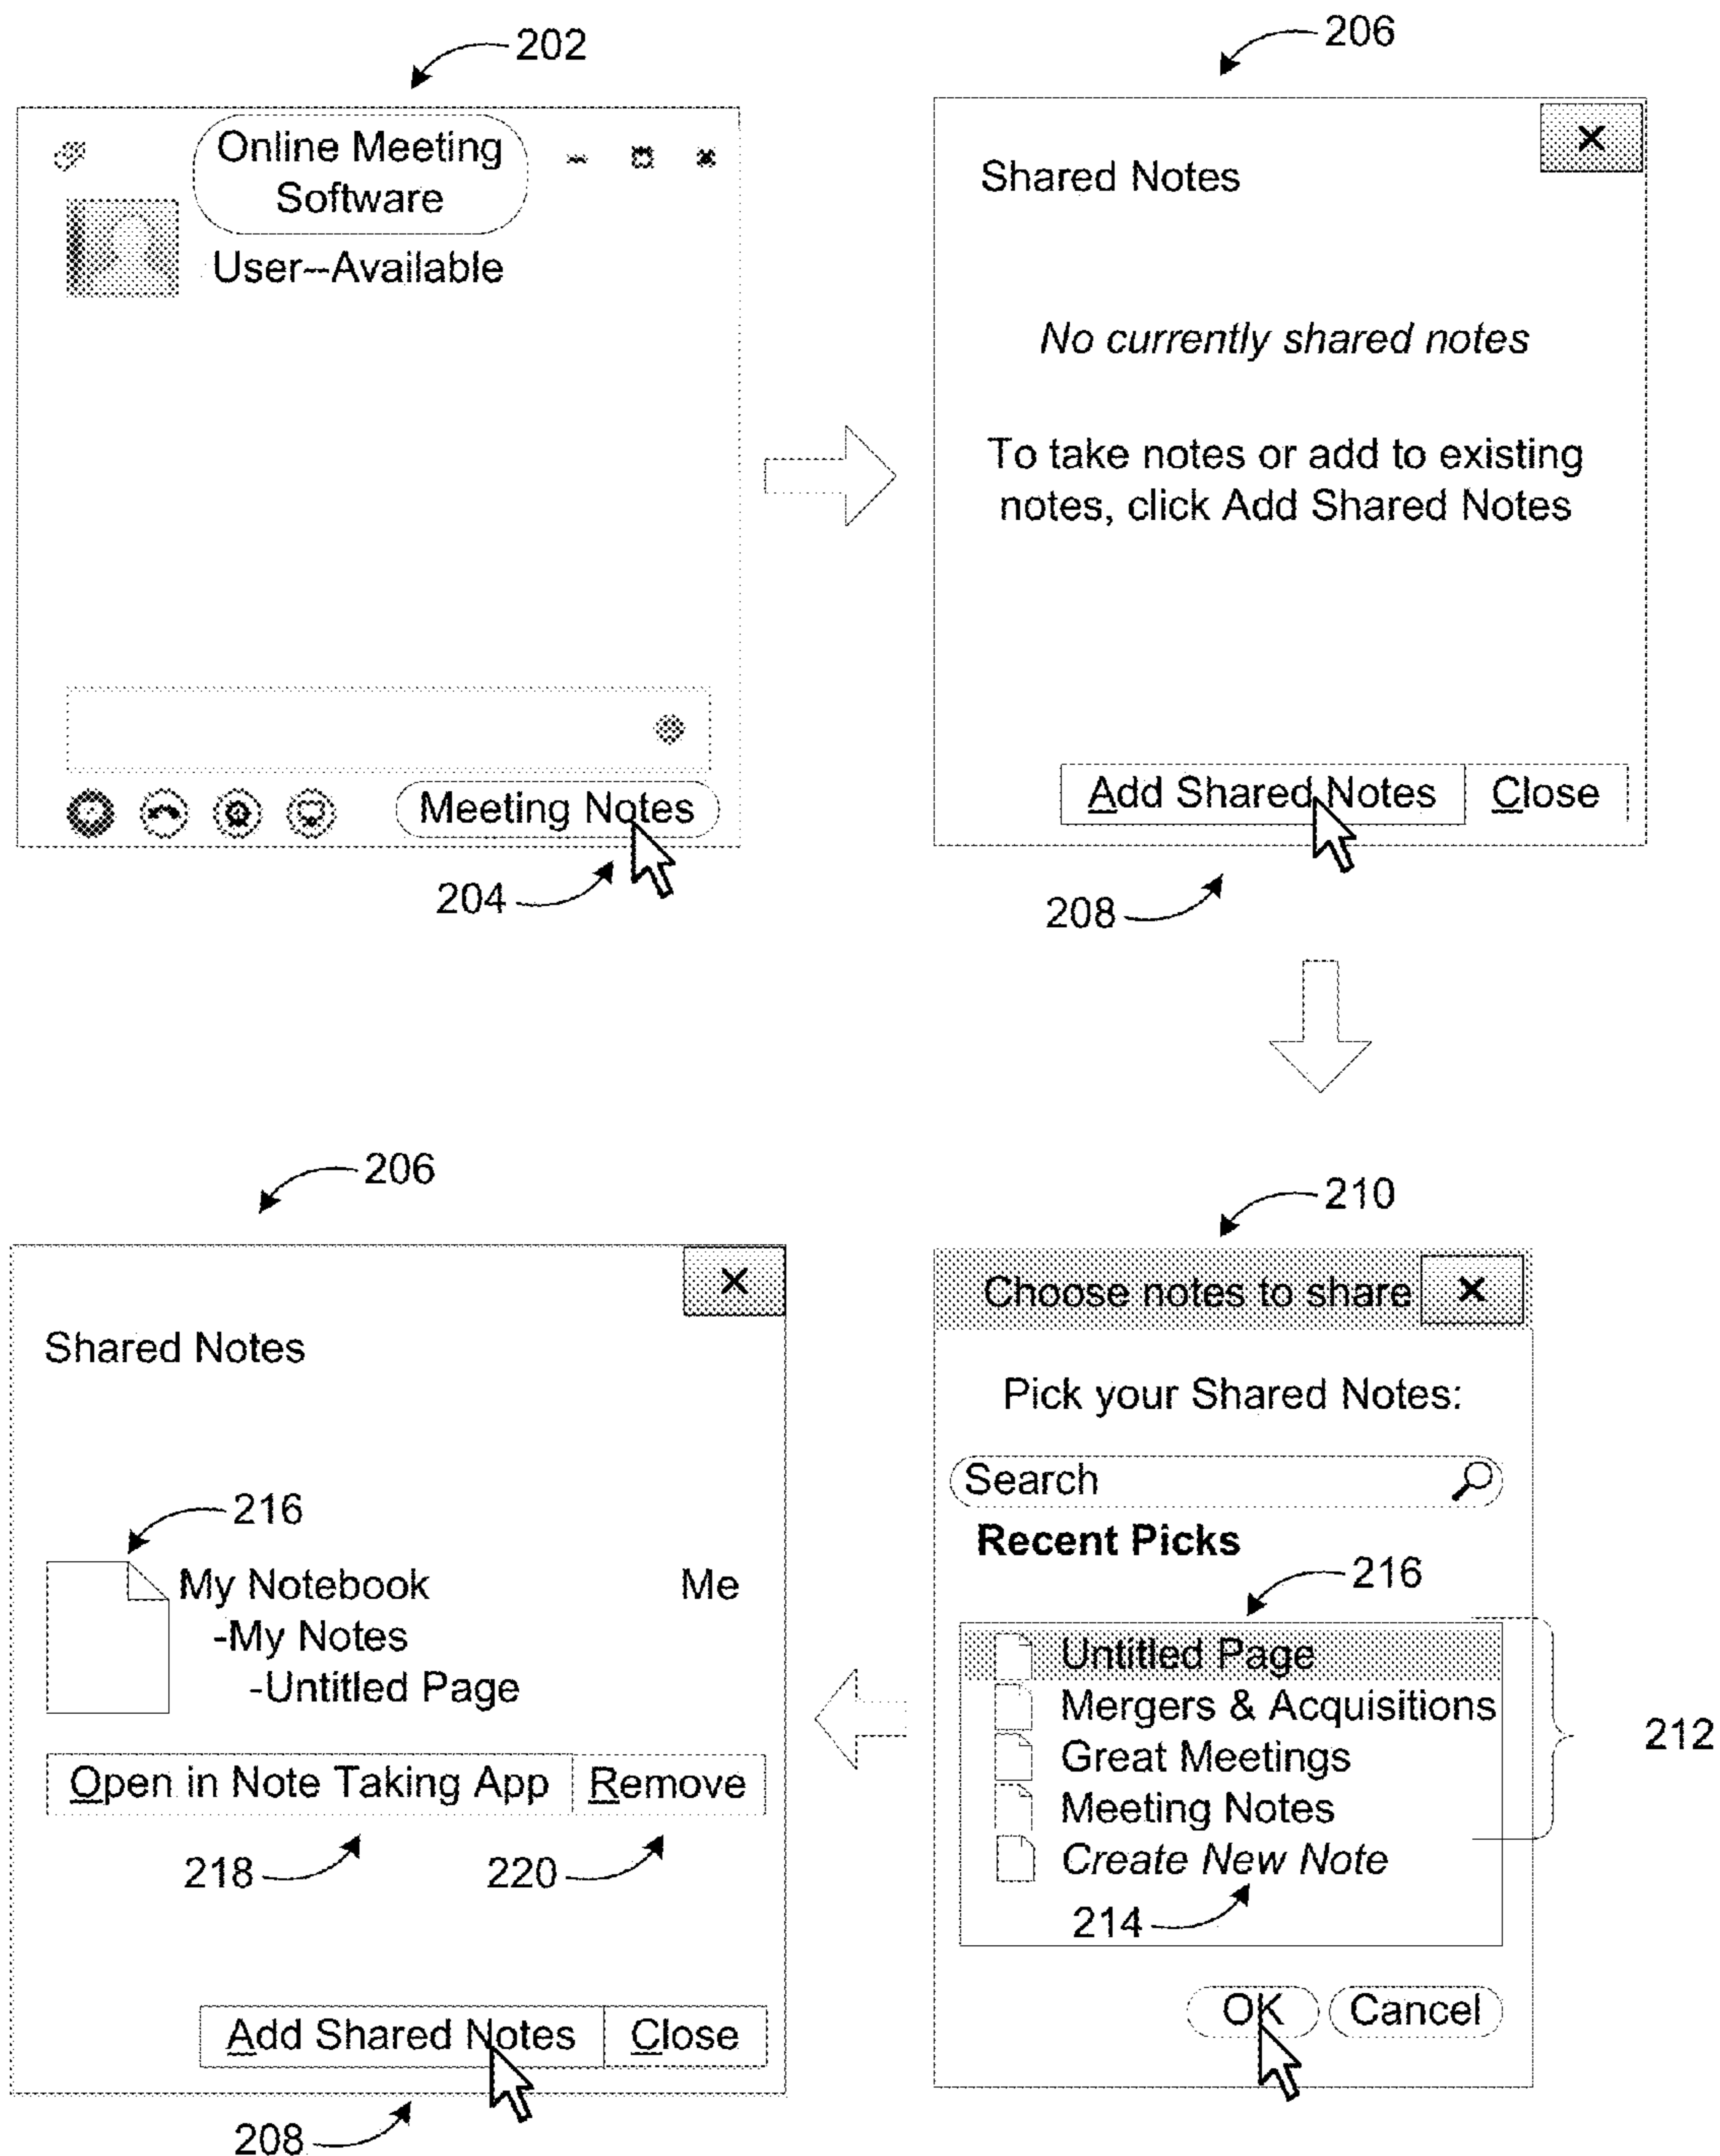 202
Online Meeting
Software
User--Available
Meeting Notes
204
206
×
Shared Notes
No currently shared notes
To take notes or add to existing
notes, click Add Shared Notes
Add Shared Notes
Close
208
210
Choose notes to share
×
Pick your Shared Notes:
Search
Recent Picks
216
Untitled Page
Mergers & Acquisitions
Great Meetings
Meeting Notes
Create New Note
212
214
OK
Cancel
206
×
Shared Notes
216
My Notebook Me
-My Notes
-Untitled Page
Open in Note Taking App
Remove
218
220
Add Shared Notes
Close
208